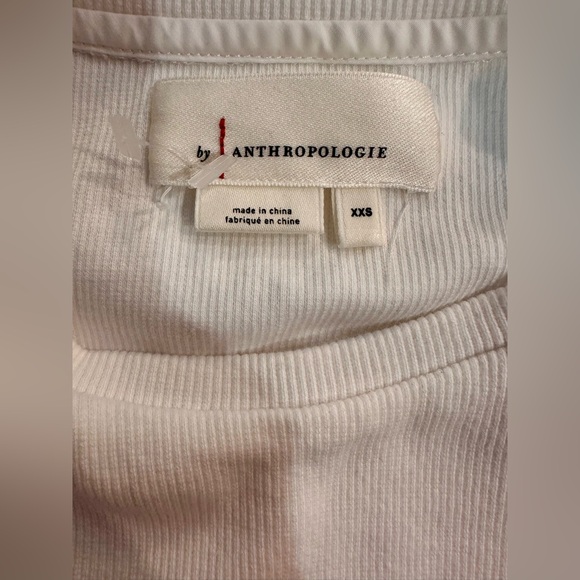 by ANTHROPOLOGIE
made in china
fabriqué en chine
XXS